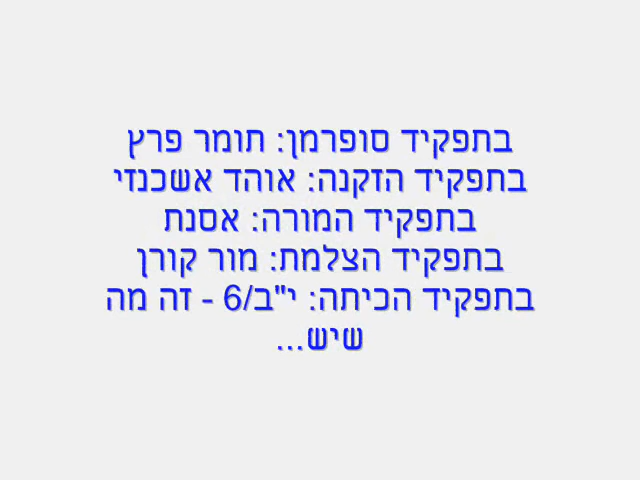 בתפקיד סופרמן: תומר פרץ
בתפקיד הזקנה: אוהד אשכנזי
בתפקיד המורה: אסנת
בתפקיד הצלמת: מור קורן
בתפקיד הכיחה: י"ב/6 - זה מה
שיש...